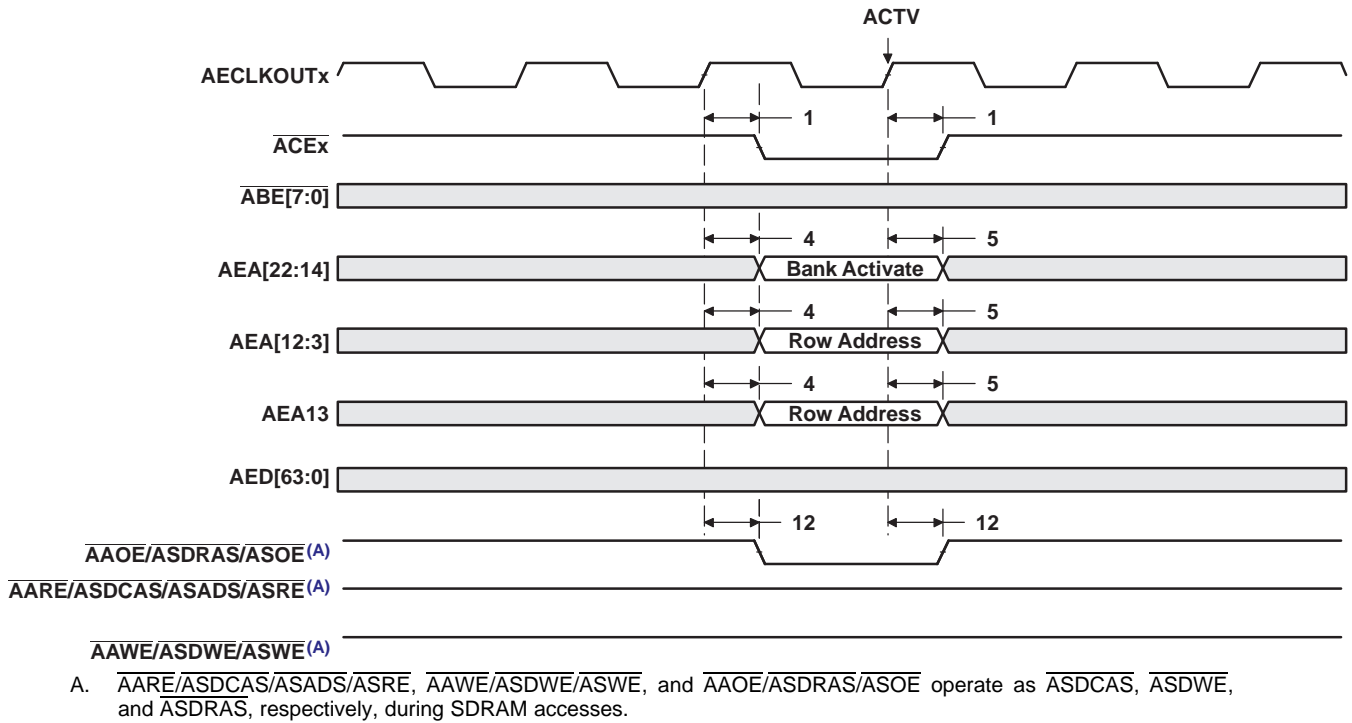 ACTV
AECLKOUTx
1 1
ACEx
ABE[7:0]
4 5
AEA[22:14] Bank Activate
4 5
AEA[12:3] Row Address
4 5
AEA13 Row Address
AED[63:0]
12 12
AAOE/ASDRAS/ASOE(A)
AARE/ASDCAS/ASADS/ASRE(A)
AAWE/ASDWE/ASWE(A)
A. AARE/ASDCAS/ASADS/ASRE, AAWE/ASDWE/ASWE, and AAOE/ASDRAS/ASOE operate as ASDCAS, ASDWE,
and ASDRAS, respectively, during SDRAM accesses.